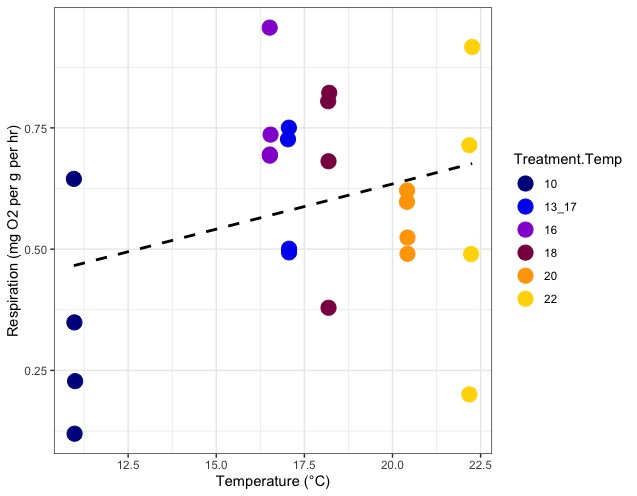 Respiration (mg O2 per g per hr)
0.75
0.50
0.25
12.5 15.0 17.5 20.0 22.5
Temperature (°C)
Treatment.Temp
10
13_17
16
18
20
22